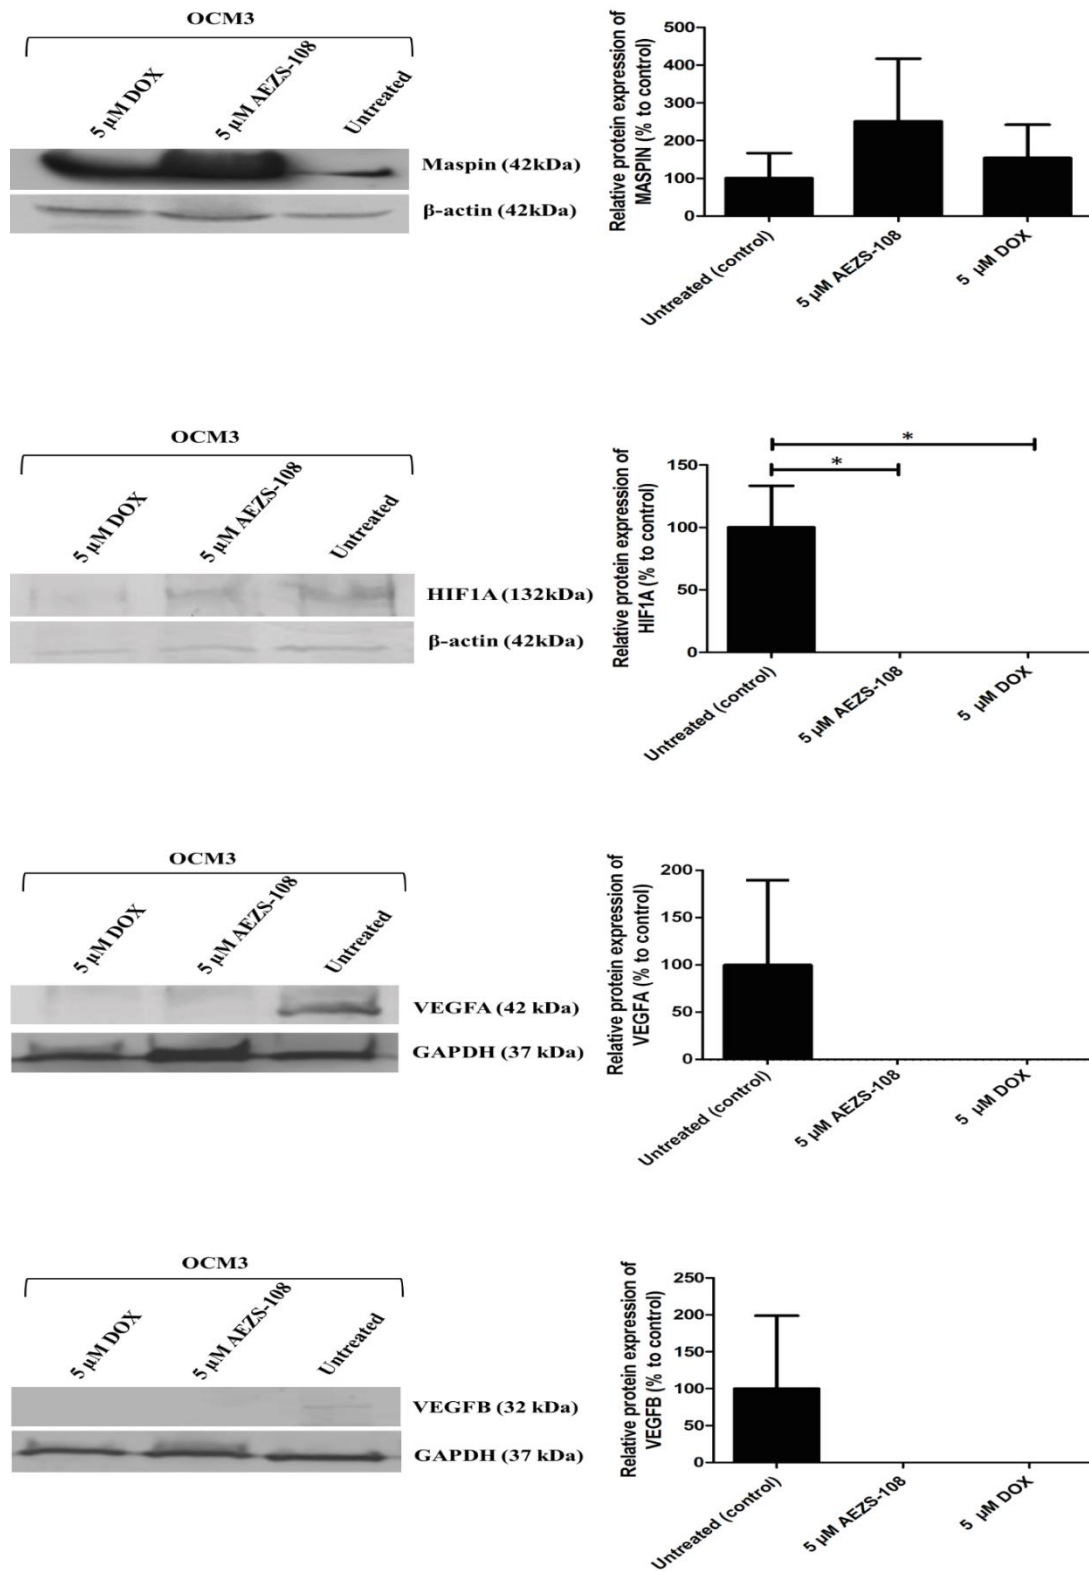 OCM3
5 µM DOX
5 µM AEZS-108
Untreated
Maspin (42kDa)
β-actin (42kDa)
Relative protein expression of
MASPIN (% to control)
500
400
300
200
100
0
Untreated (control)
5 µM AEZS-108
5 µM DOX
OCM3
5 µM DOX
5 µM AEZS-108
Untreated
HIF1A (132kDa)
β-actin (42kDa)
Relative protein expression of
HIF1A (% to control)
*
*
150
100
50
0
Untreated (control)
5 µM AEZS-108
5 µM DOX
OCM3
5 µM DOX
5 µM AEZS-108
Untreated
VEGFA (42 kDa)
GAPDH (37 kDa)
Relative protein expression of
VEGFA (% to control)
200
150
100
50
0
Untreated (control)
5 µM AEZS-108
5 µM DOX
OCM3
5 µM DOX
5 µM AEZS-108
Untreated
VEGFB (32 kDa)
GAPDH (37 kDa)
Relative protein expression of
VEGFB (% to control)
250
200
150
100
50
0
Untreated (control)
5 µM AEZS-108
5 µM DOX